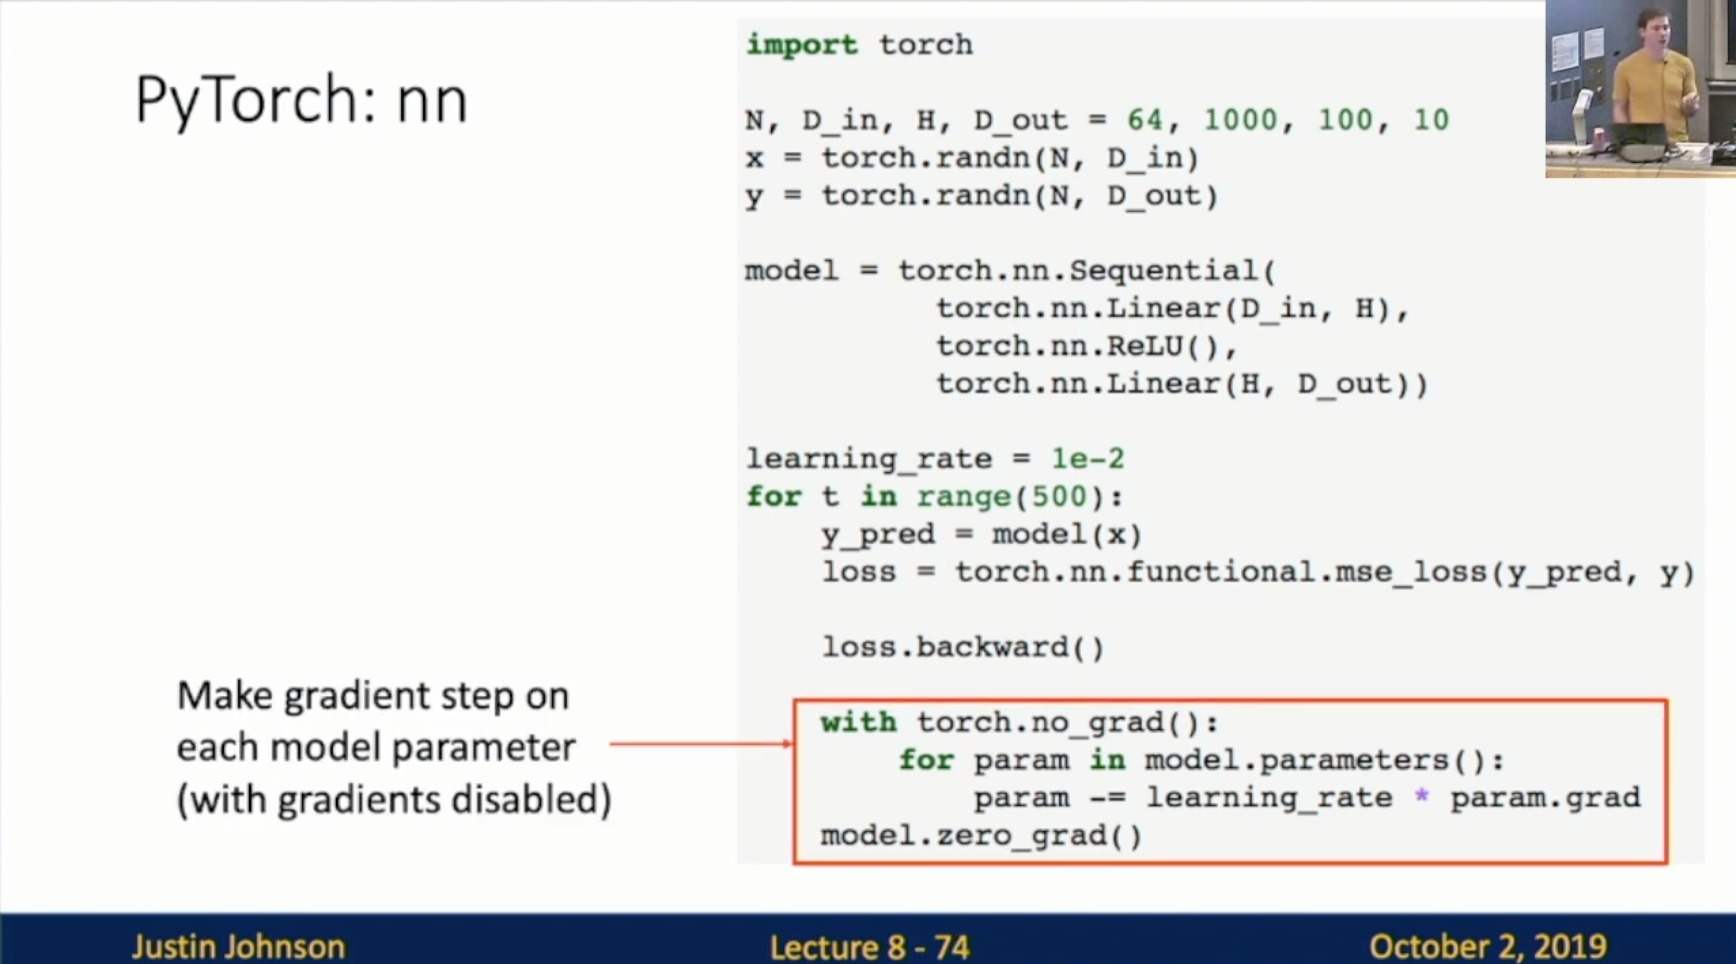 PyTorch: nn
import torch
N, D_in, H, D_out = 64, 1000, 100, 10
x = torch.randn(N, D_in)
y = torch.randn(N, D_out)
model = torch.nn.Sequential(
torch.nn.Linear(D_in, H),
torch.nn.ReLU(),
torch.nn.Linear(H, D_out))
learning_rate = 1e-2
for t in range(500):
y_pred = model(x)
loss = torch.nn.functional.mse_loss(y_pred, y)
loss.backward()
Make gradient step on
each model parameter
(with gradients disabled)
with torch.no_grad():
for param in model.parameters():
param -= learning_rate * param.grad
model.zero_grad()
Justin Johnson
Lecture 8 - 74
October 2, 2019